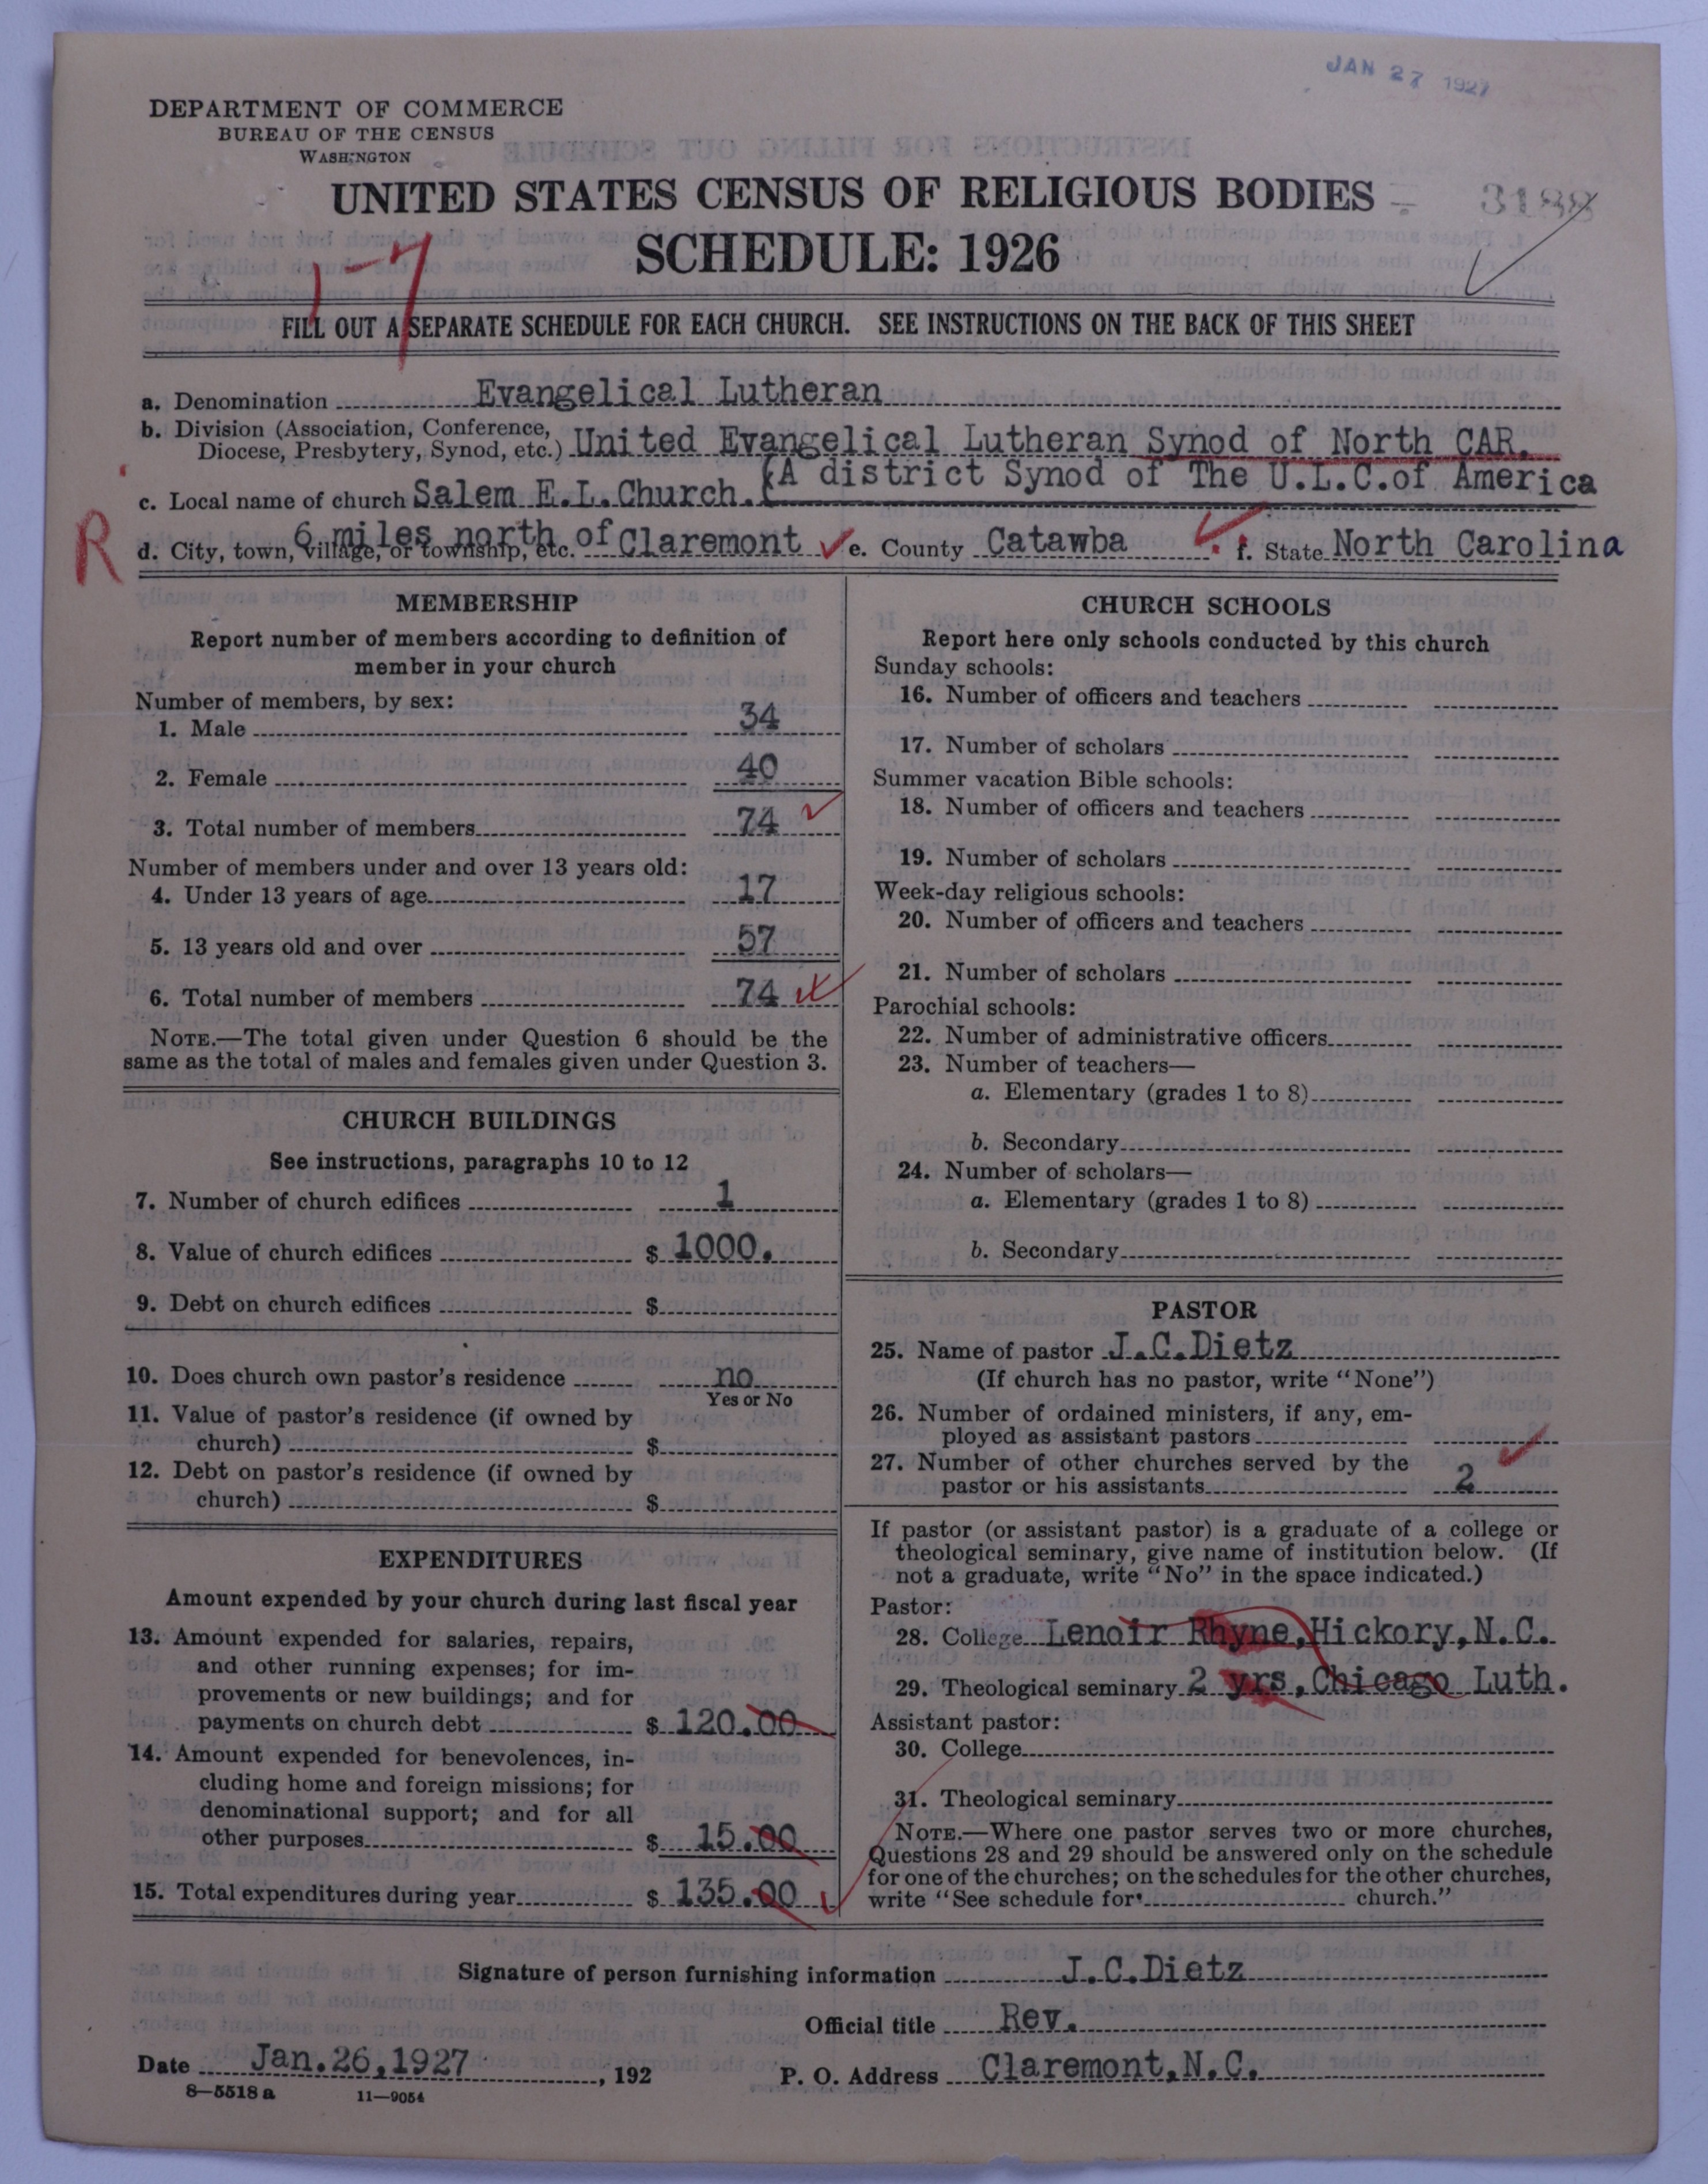 JAN 27 1927
DEPARTMENT OF COMMERCE
BUREAU OF THE CENSUS
WASHINGTON
UNITED STATES CENSUS OF RELIGIOUS BODIES
SCHEDULE: 1926
1-7
FILL OUT A SEPARATE SCHEDULE FOR EACH CHURCH. SEE INSTRUCTIONS ON THE BACK OF THIS SHEET
a. Denomination Evangelical Lutheran
b. Division (Association, Conference,
Diocese, Presbytery, Synod, etc.) United Evangelical Lutheran Synod of North CAR.
(A district Synod of The U.L.C.of America
c. Local name of church Salem E.L.Church.
R
d. City, town, village, or township, etc. 6 miles north of Claremont e. County Catawba f. State North Carolina
MEMBERSHIP
Report number of members according to definition of
member in your church
Number of members, by sex:
1. Male 34
2. Female 40
3. Total number of members 74
Number of members under and over 13 years old:
4. Under 13 years of age 17
5. 13 years old and over 57
6. Total number of members 74
NOTE.—The total given under Question 6 should be the
same as the total of males and females given under Question 3.
CHURCH BUILDINGS
See instructions, paragraphs 10 to 12
7. Number of church edifices 1
8. Value of church edifices $ 1000.
9. Debt on church edifices $
10. Does church own pastor's residence no
Yes or No
11. Value of pastor's residence (if owned by
church) $
12. Debt on pastor's residence (if owned by
church) $
EXPENDITURES
Amount expended by your church during last fiscal year
13. Amount expended for salaries, repairs,
and other running expenses; for im-
provements or new buildings; and for
payments on church debt $ 120.00
14. Amount expended for benevolences, in-
cluding home and foreign missions; for
denominational support; and for all
other purposes $ 15.00
15. Total expenditures during year $ 135.00
CHURCH SCHOOLS
Report here only schools conducted by this church
Sunday schools:
16. Number of officers and teachers
17. Number of scholars
Summer vacation Bible schools:
18. Number of officers and teachers
19. Number of scholars
Week-day religious schools:
20. Number of officers and teachers
21. Number of scholars
Parochial schools:
22. Number of administrative officers
23. Number of teachers—
a. Elementary (grades 1 to 8)
b. Secondary
24. Number of scholars—
a. Elementary (grades 1 to 8)
b. Secondary
PASTOR
25. Name of pastor J.C.Dietz
(If church has no pastor, write "None")
26. Number of ordained ministers, if any, em-
ployed as assistant pastors
27. Number of other churches served by the
pastor or his assistants 2
If pastor (or assistant pastor) is a graduate of a college or
theological seminary, give name of institution below. (If
not a graduate, write "No" in the space indicated.)
Pastor:
28. College Lenoir Rhyne,Hickory,N.C.
29. Theological seminary 2 yrs,Chicago Luth.
Assistant pastor:
30. College
31. Theological seminary
NOTE.—Where one pastor serves two or more churches,
Questions 28 and 29 should be answered only on the schedule
for one of the churches; on the schedules for the other churches,
write "See schedule for church."
Signature of person furnishing information J.C.Dietz
Official title Rev.
Date Jan.26,1927, 192 P. O. Address Claremont,N.C.
8—5518 a 11—9054